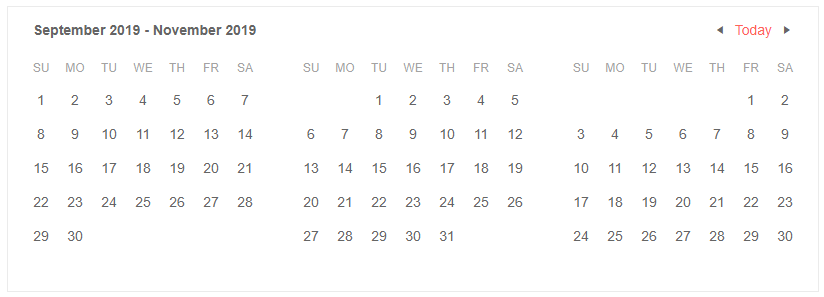 September 2019 - November 2019 Today
SU MO TU WE TH FR SA SU MO TU WE TH FR SA SU MO TU WE TH FR SA
1 2 3 4 5 6 7 1 2 3 4 5 1 2
8 9 10 11 12 13 14 6 7 8 9 10 11 12 3 4 5 6 7 8 9
15 16 17 18 19 20 21 13 14 15 16 17 18 19 10 11 12 13 14 15 16
22 23 24 25 26 27 28 20 21 22 23 24 25 26 17 18 19 20 21 22 23
29 30 27 28 29 30 31 24 25 26 27 28 29 30